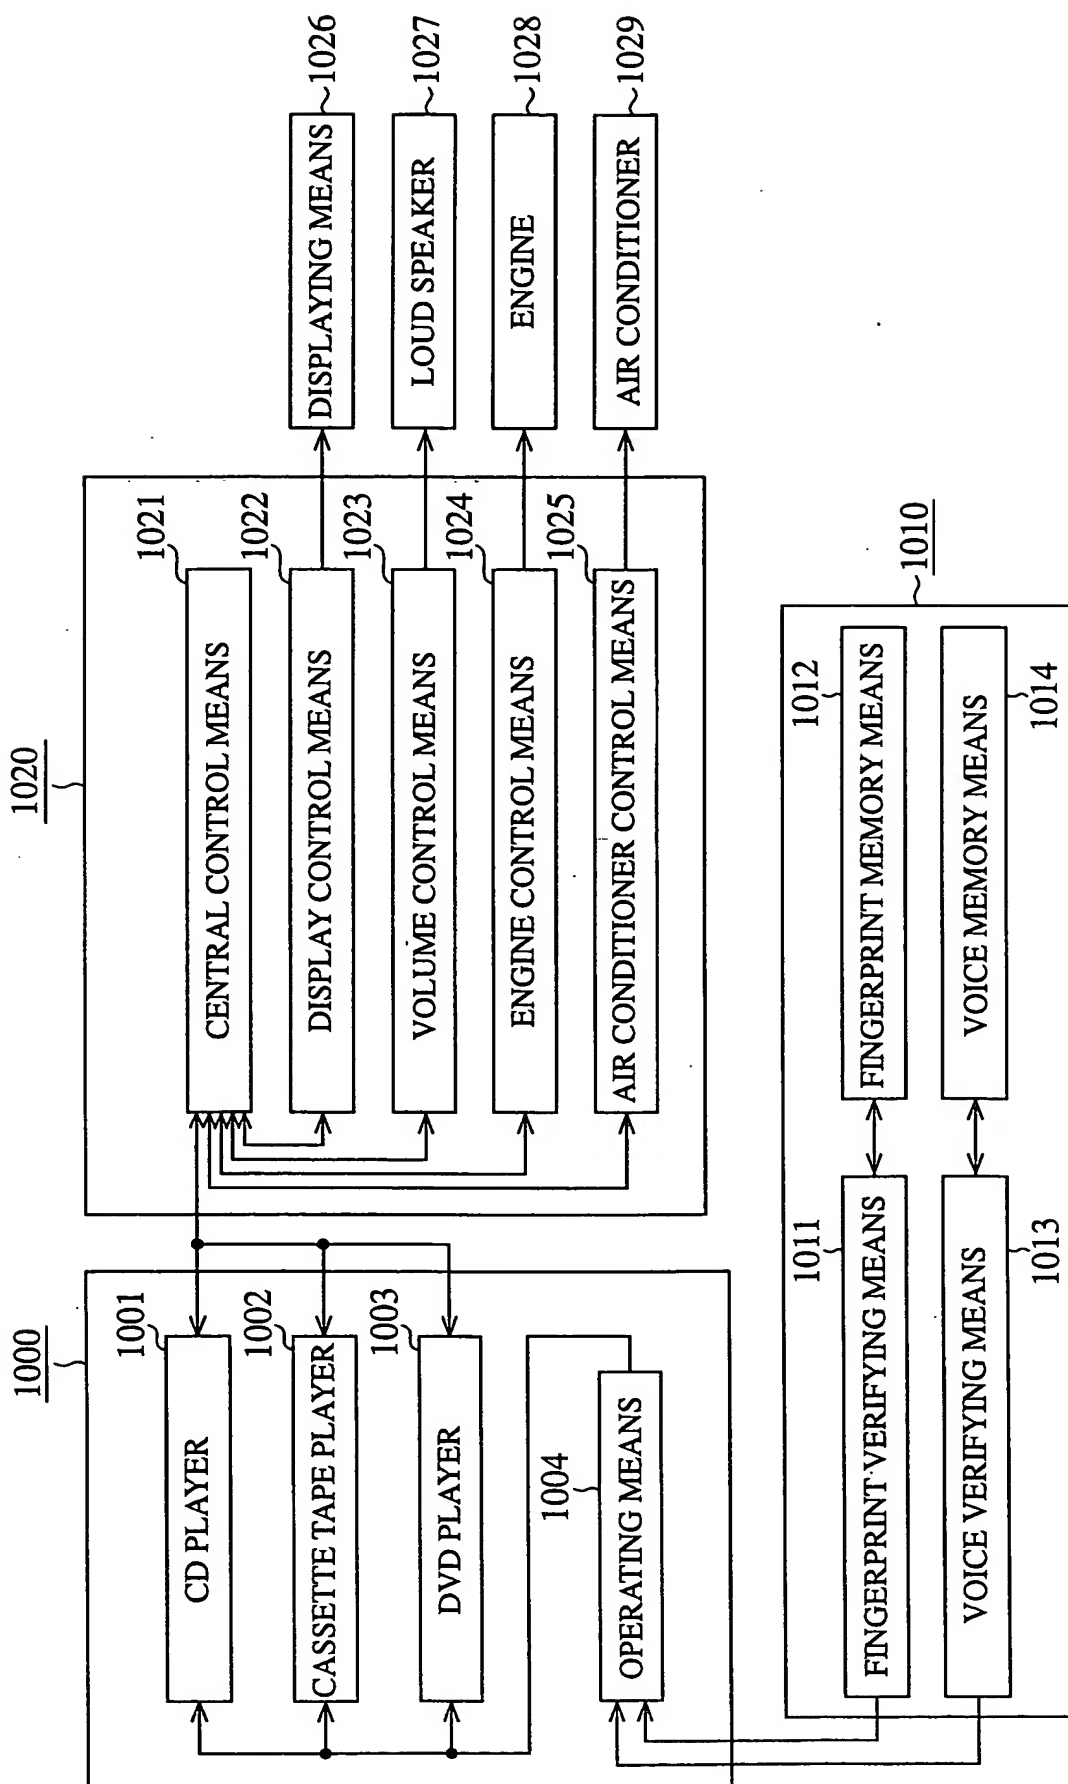 1000
1001
CD PLAYER
1002
CASSETTE TAPE PLAYER
1003
DVD PLAYER
1004
OPERATING MEANS
1020
1021
CENTRAL CONTROL MEANS
1022
DISPLAY CONTROL MEANS
1023
VOLUME CONTROL MEANS
1024
ENGINE CONTROL MEANS
1025
AIR CONDITIONER CONTROL MEANS
1026
DISPLAYING MEANS
1027
LOUD SPEAKER
1028
ENGINE
1029
AIR CONDITIONER
1010
1011
FINGERPRINT VERIFYING MEANS
1012
FINGERPRINT MEMORY MEANS
VOICE VERIFYING MEANS
1013
VOICE MEMORY MEANS
1014